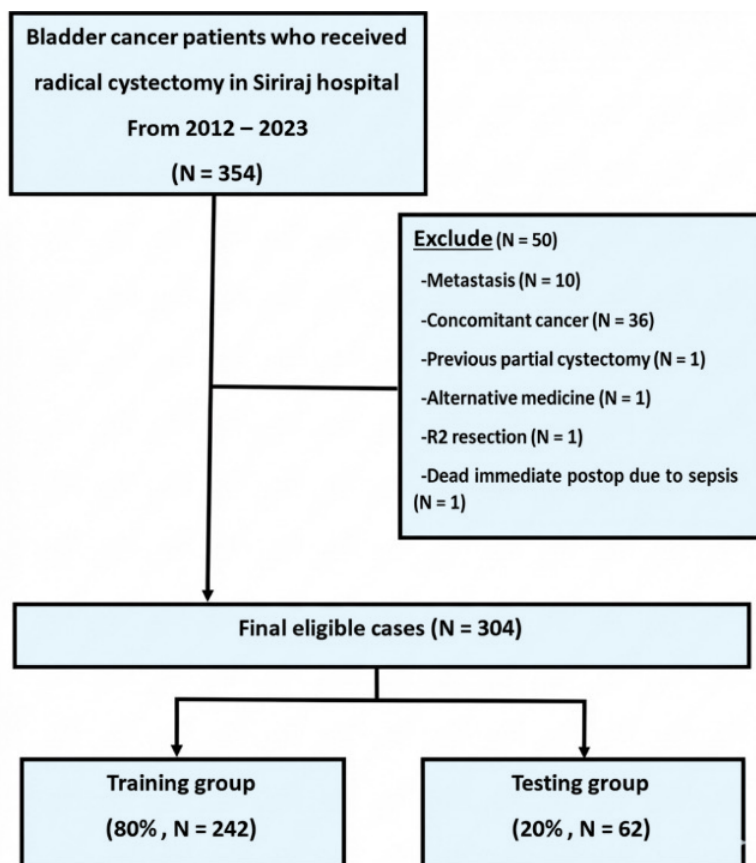 Bladder cancer patients who received
radical cystectomy in Siriraj hospital
From 2012 – 2023
(N = 354)
Exclude (N = 50)
-Metastasis (N = 10)
-Concomitant cancer (N = 36)
-Previous partial cystectomy (N = 1)
-Alternative medicine (N = 1)
-R2 resection (N = 1)
-Dead immediate postop due to sepsis
(N = 1)
Final eligible cases (N = 304)
Training group
(80% , N = 242)
Testing group
(20% , N = 62)